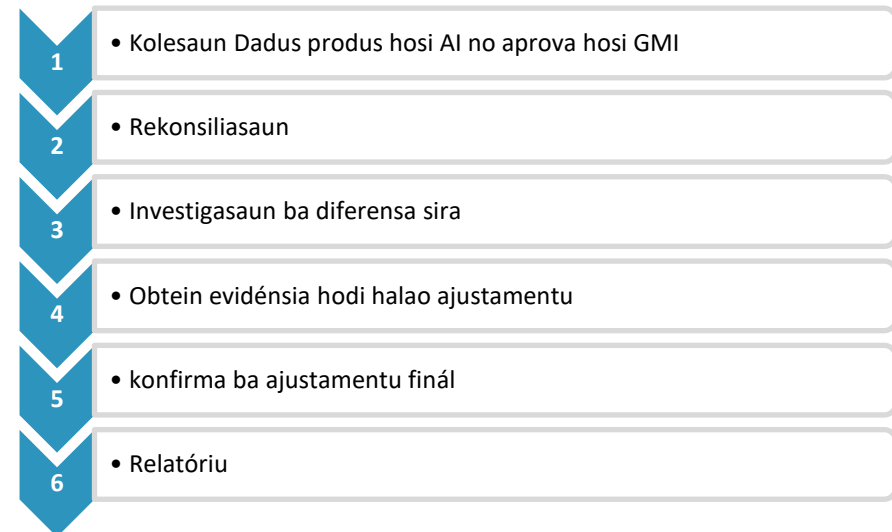 1 • Kolesaun Dadus produs hosi AI no aprova hosi GMI
2 • Rekonsiliasaun
3 • Investigasaun ba diferensa sira
4 • Obtein evidénsia hodi halao ajustamentu
5 • konfirma ba ajustamentu finál
6 • Relatóriu